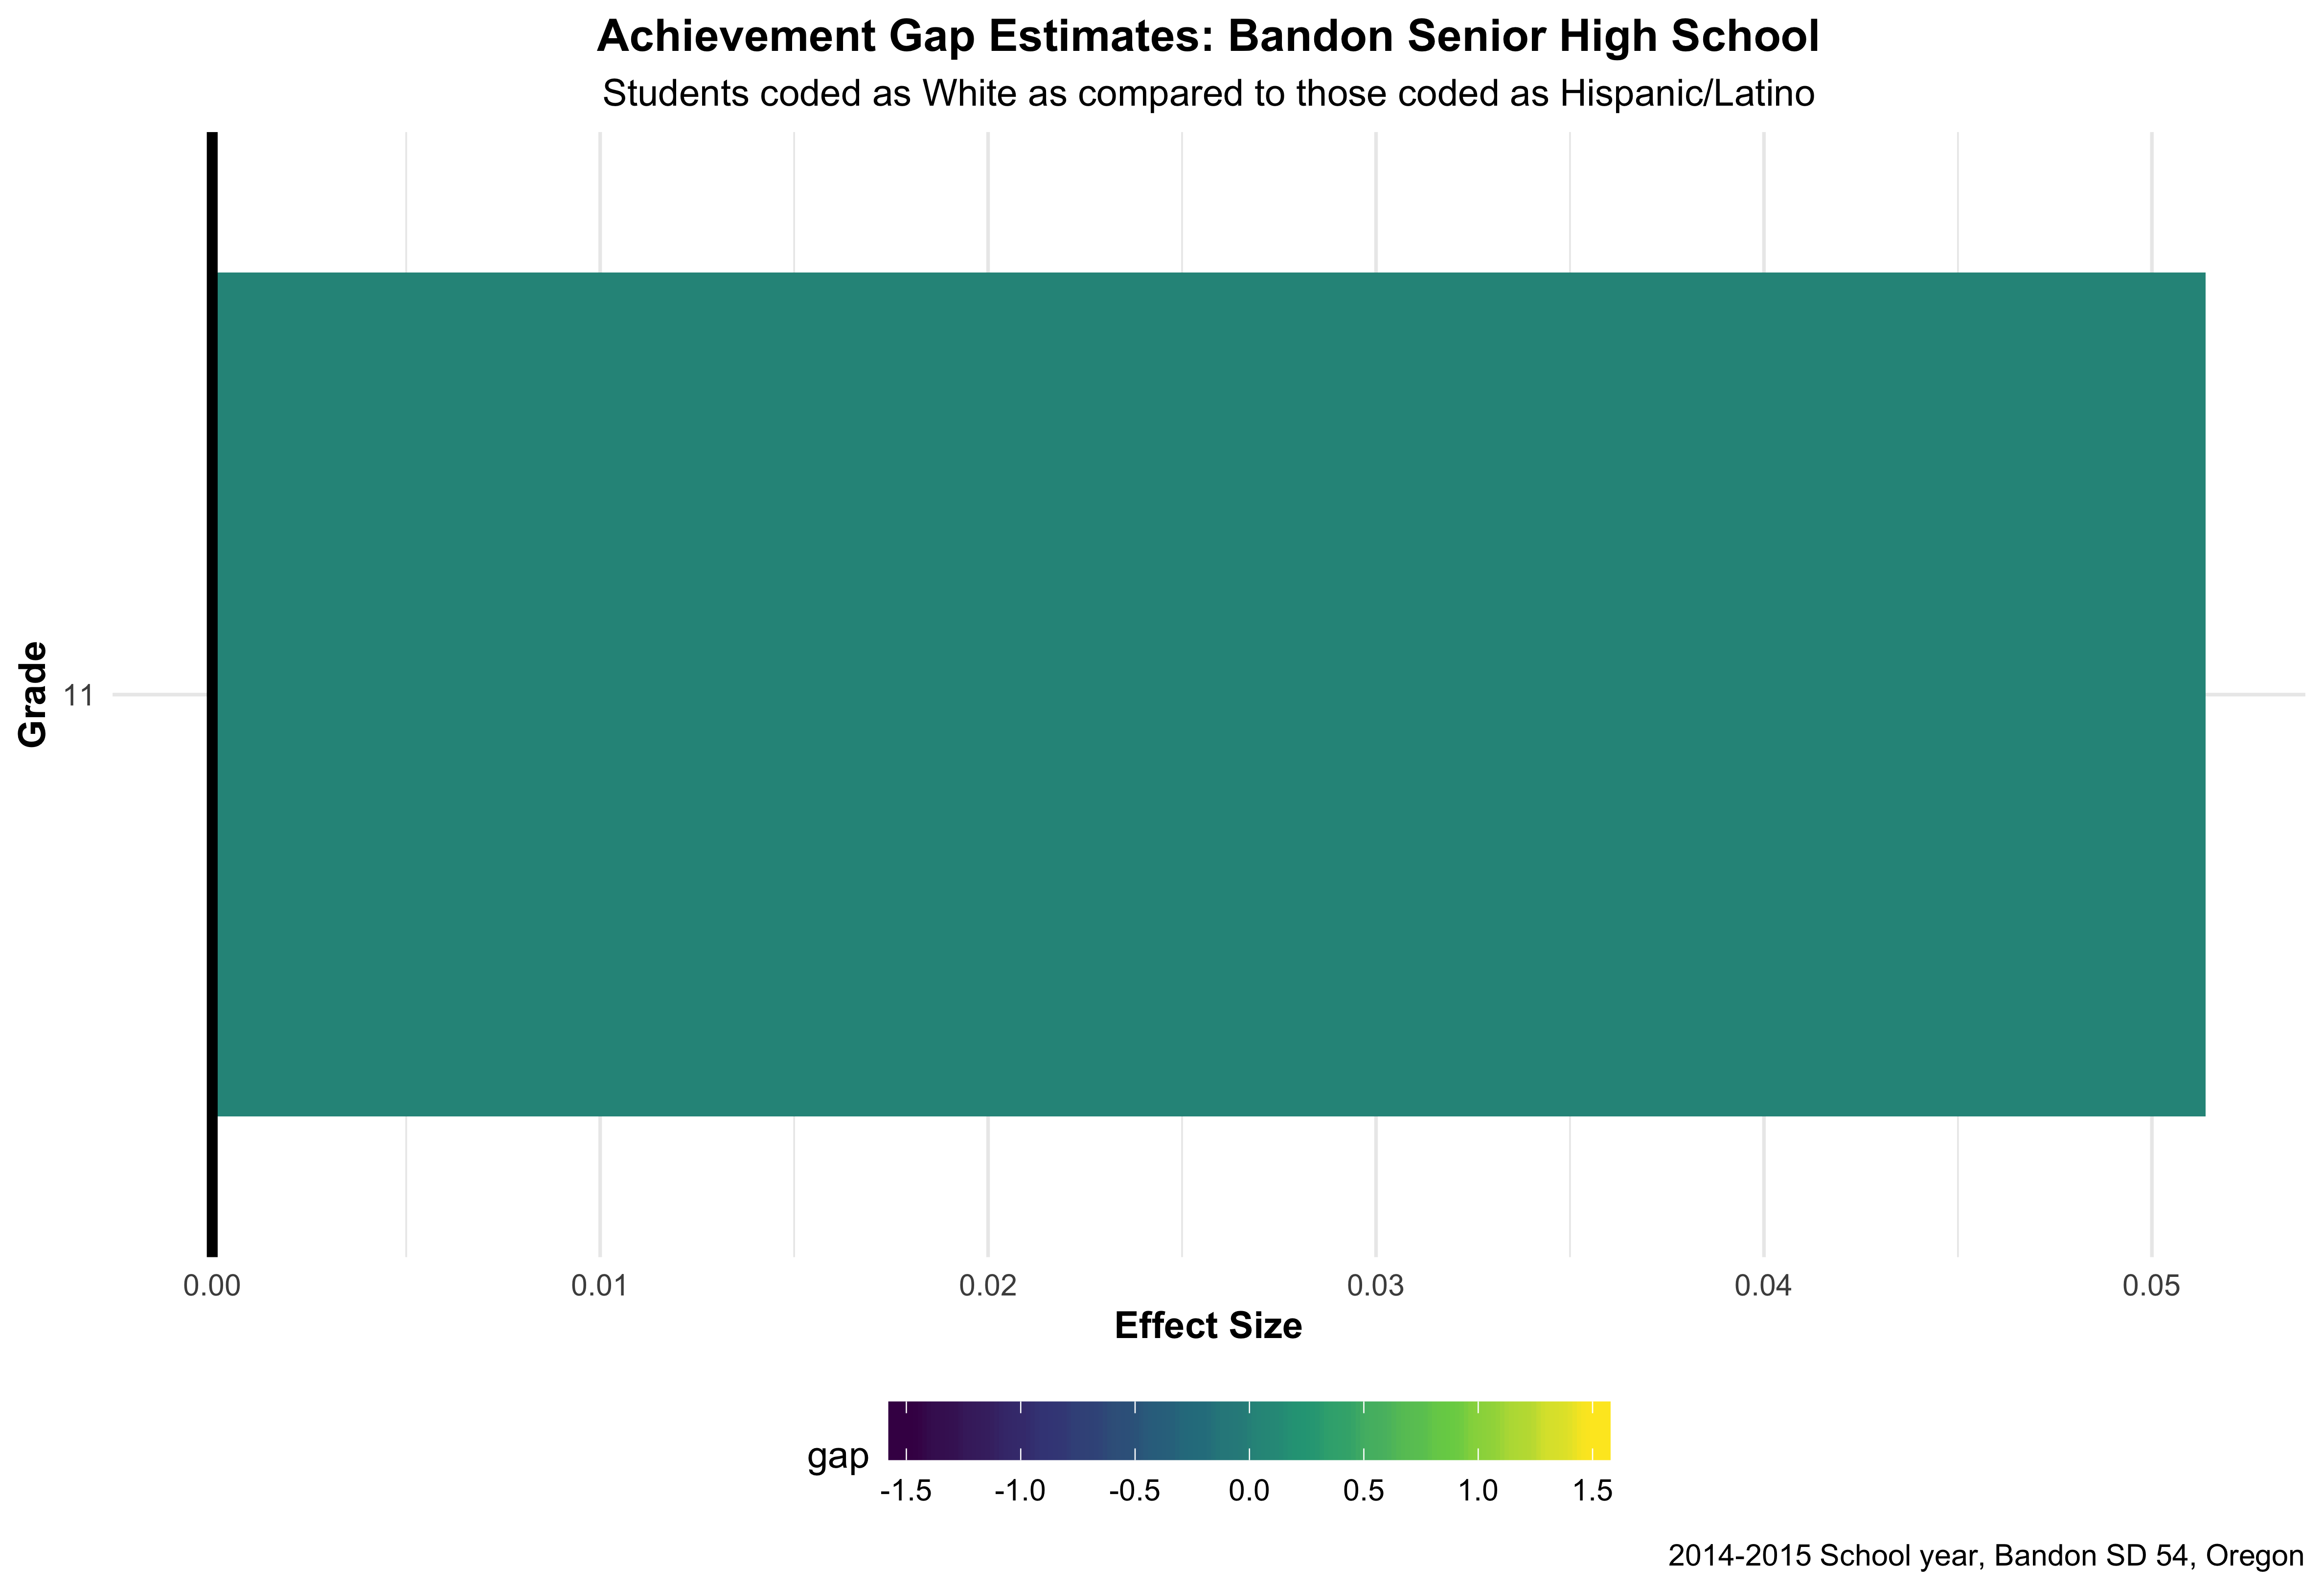 Achievement Gap Estimates: Bandon Senior High School
Students coded as White as compared to those coded as Hispanic/Latino
Grade
11
0.00 0.01 0.02 0.03 0.04 0.05
Effect Size
gap
-1.5 -1.0 -0.5 0.0 0.5 1.0 1.5
2014-2015 School year, Bandon SD 54, Oregon